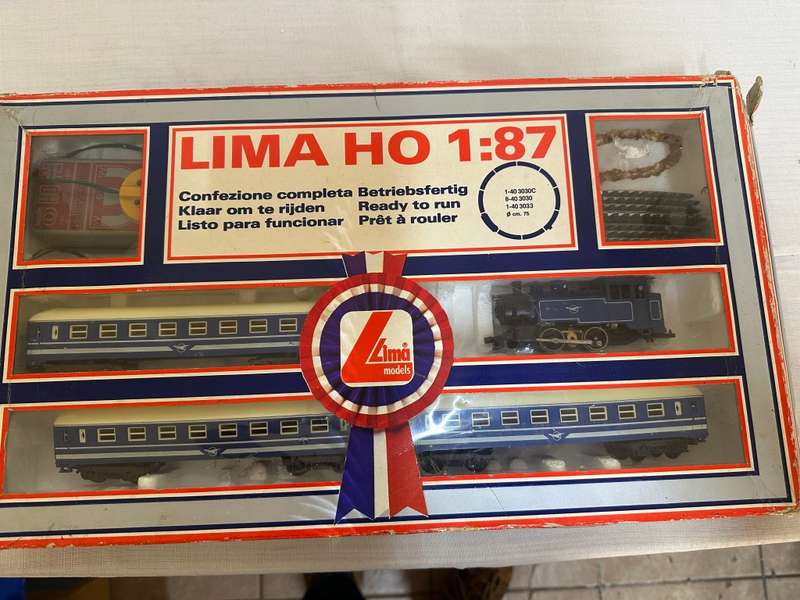 LIMA HO 1:87
Confezione completa Betriebsfertig
Klaar om te rijden Ready to run
Listo para funcionar Prêt à rouler
1-40 3030C
8-40 3030
1-40 3033
Ø cm. 75
Lima®
models